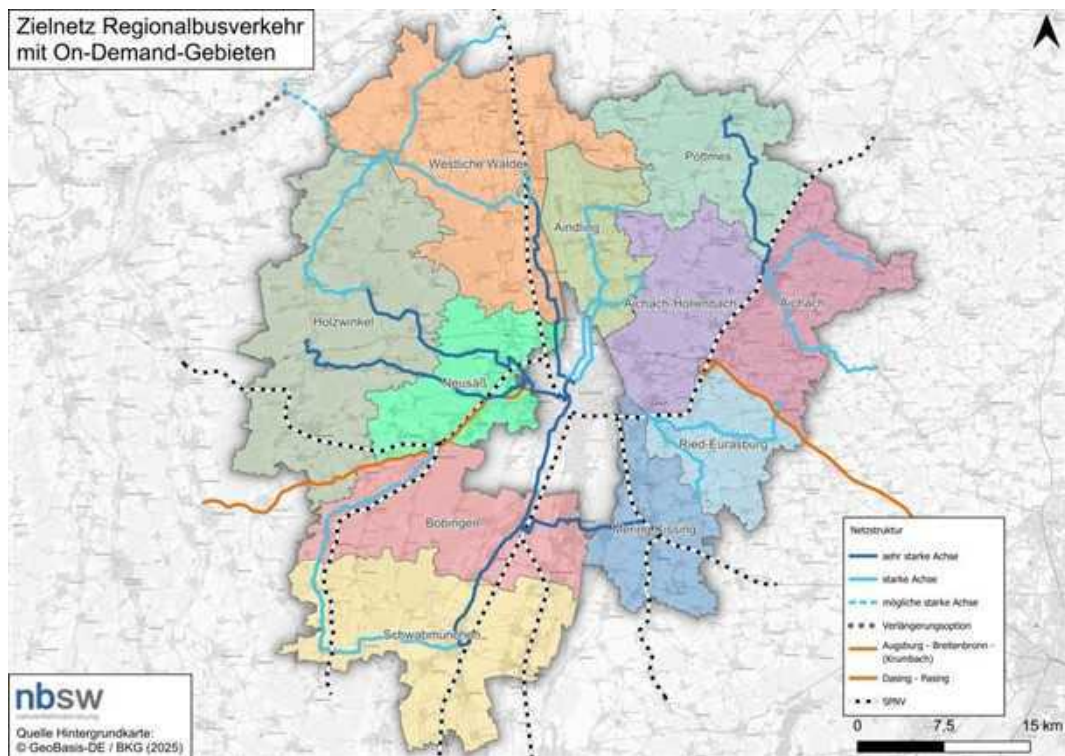 Zielnetz Regionalbusverkehr
mit On-Demand-Gebieten
Westliche Wälder
Pöttmes
Aindling
Aichach-Hollenbach
Aichach
Holzwinkel
Neusäß
Ried-Eurasburg
Bobingen
Mering-Kissing
Schwabmünchen
Netzstruktur
sehr starke Achse
starke Achse
mögliche starke Achse
Verlängerungsoption
Augsburg - Breitenbronn -
(Krumbach)
Dasing - Pasing
SPNV
0 7,5 15 km
nbsw
Quelle Hintergrundkarte:
© GeoBasis-DE / BKG (2025)